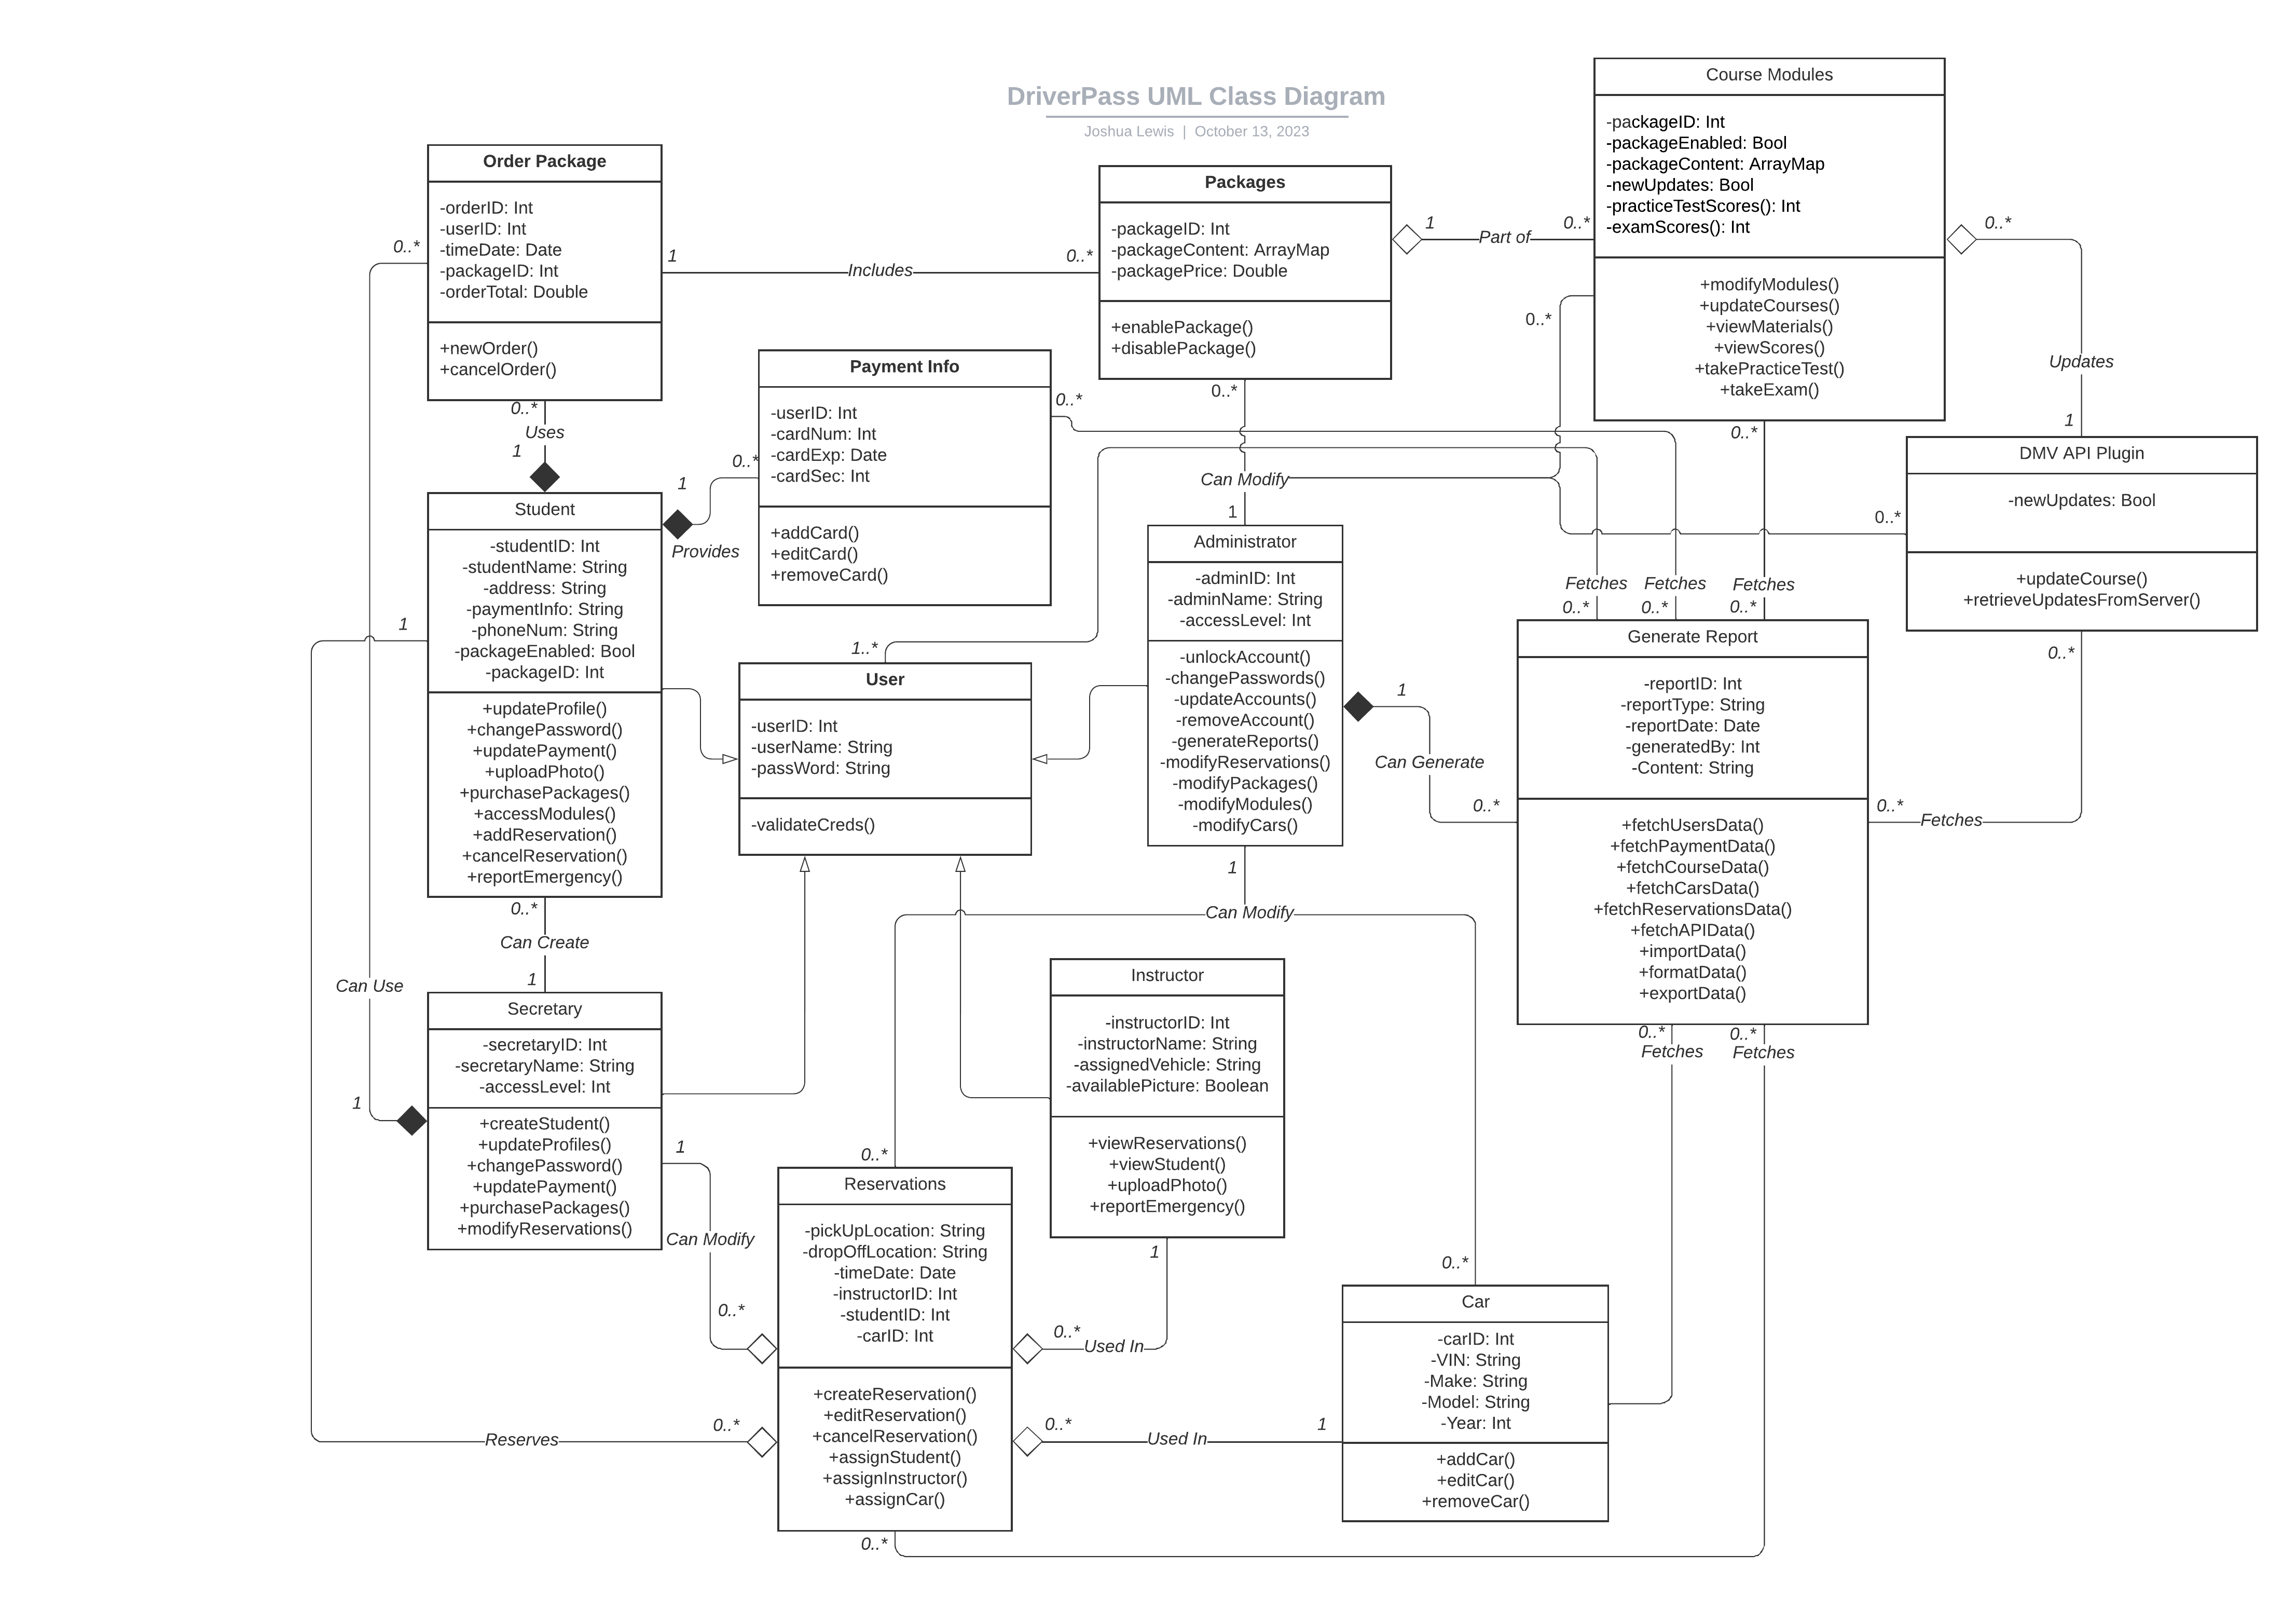 DriverPass UML Class Diagram
Joshua Lewis | October 13, 2023
Order Package
-orderID: Int
-userID: Int
-timeDate: Date
-packageID: Int
-orderTotal: Double
+newOrder()
+cancelOrder()
0..*
1
Includes
0..*
Packages
-packageID: Int
-packageContent: ArrayMap
-packagePrice: Double
+enablePackage()
+disablePackage()
1
Part of
0..*
Course Modules
-packageID: Int
-packageEnabled: Bool
-packageContent: ArrayMap
-newUpdates: Bool
-practiceTestScores(): Int
-examScores(): Int
+modifyModules()
+updateCourses()
+viewMaterials()
+viewScores()
+takePracticeTest()
+takeExam()
0..*
Updates
1
0..*
0..*
DMV API Plugin
-newUpdates: Bool
+updateCourse()
+retrieveUpdatesFromServer()
0..*
0..*
0..*
Uses
1
Payment Info
-userID: Int
-cardNum: Int
-cardExp: Date
-cardSec: Int
+addCard()
+editCard()
+removeCard()
0..*
0..*
1
Provides
0..*
Can Modify
1
Student
-studentID: Int
-studentName: String
-address: String
-paymentInfo: String
-phoneNum: String
-packageEnabled: Bool
-packageID: Int
+updateProfile()
+changePassword()
+updatePayment()
+uploadPhoto()
+purchasePackages()
+accessModules()
+addReservation()
+cancelReservation()
+reportEmergency()
1
1..*
User
-userID: Int
-userName: String
-passWord: String
-validateCreds()
Administrator
-adminID: Int
-adminName: String
-accessLevel: Int
-unlockAccount()
-changePasswords()
-updateAccounts()
-removeAccount()
-generateReports()
-modifyReservations()
-modifyPackages()
-modifyModules()
-modifyCars()
1
Can Generate
0..*
Fetches
Fetches
Fetches
0..*
0..*
0..*
Generate Report
-reportID: Int
-reportType: String
-reportDate: Date
-generatedBy: Int
-Content: String
+fetchUsersData()
+fetchPaymentData()
+fetchCourseData()
+fetchCarsData()
+fetchReservationsData()
+fetchAPIData()
+importData()
+formatData()
+exportData()
0..*
Fetches
0..*
0..*
Fetches
Fetches
0..*
Can Create
1
Can Use
1
Secretary
-secretaryID: Int
-secretaryName: String
-accessLevel: Int
+createStudent()
+updateProfiles()
+changePassword()
+updatePayment()
+purchasePackages()
+modifyReservations()
1
Can Modify
0..*
1
Can Modify
0..*
0..*
Instructor
-instructorID: Int
-instructorName: String
-assignedVehicle: String
-availablePicture: Boolean
+viewReservations()
+viewStudent()
+uploadPhoto()
+reportEmergency()
1
0..*
Used In
Reservations
-pickUpLocation: String
-dropOffLocation: String
-timeDate: Date
-instructorID: Int
-studentID: Int
-carID: Int
+createReservation()
+editReservation()
+cancelReservation()
+assignStudent()
+assignInstructor()
+assignCar()
Reserves
0..*
0..*
Used In
1
Car
-carID: Int
-VIN: String
-Make: String
-Model: String
-Year: Int
+addCar()
+editCar()
+removeCar()
0..*